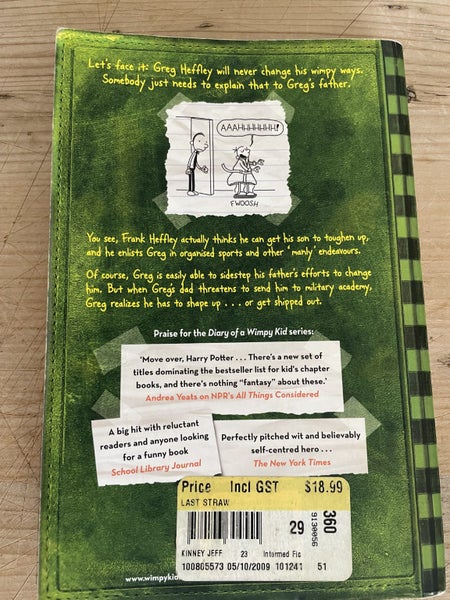 Let's face it: Greg Heffley will never change his wimpy ways.
Somebody just needs to explain that to Greg's father.
AAAHHHHHHH!
FWOOSH
You see, Frank Heffley actually thinks he can get his son to toughen up,
and he enlists Greg in organised sports and other 'manly' endeavours.
Of course, Greg is easily able to sidestep his father's efforts to change
him. But when Greg's dad threatens to send him to military academy,
Greg realizes he has to shape up . . . or get shipped out.
Praise for the Diary of a Wimpy Kid series:
'Move over, Harry Potter . . . There's a new set of
titles dominating the bestseller list for kid's chapter
books, and there's nothing "fantasy" about these.'
Andrea Yeats on NPR's All Things Considered
A big hit with reluctant
readers and anyone looking
for a funny book
School Library Journal
Perfectly pitched wit and believably
self-centred hero . . .
The New York Times
Price Incl GST $18.99
LAST STRAW
29
360
9130056
KINNEY JEFF 23 Intermed Fic
100805573 05/10/2009 101241 51
www.wimpykid